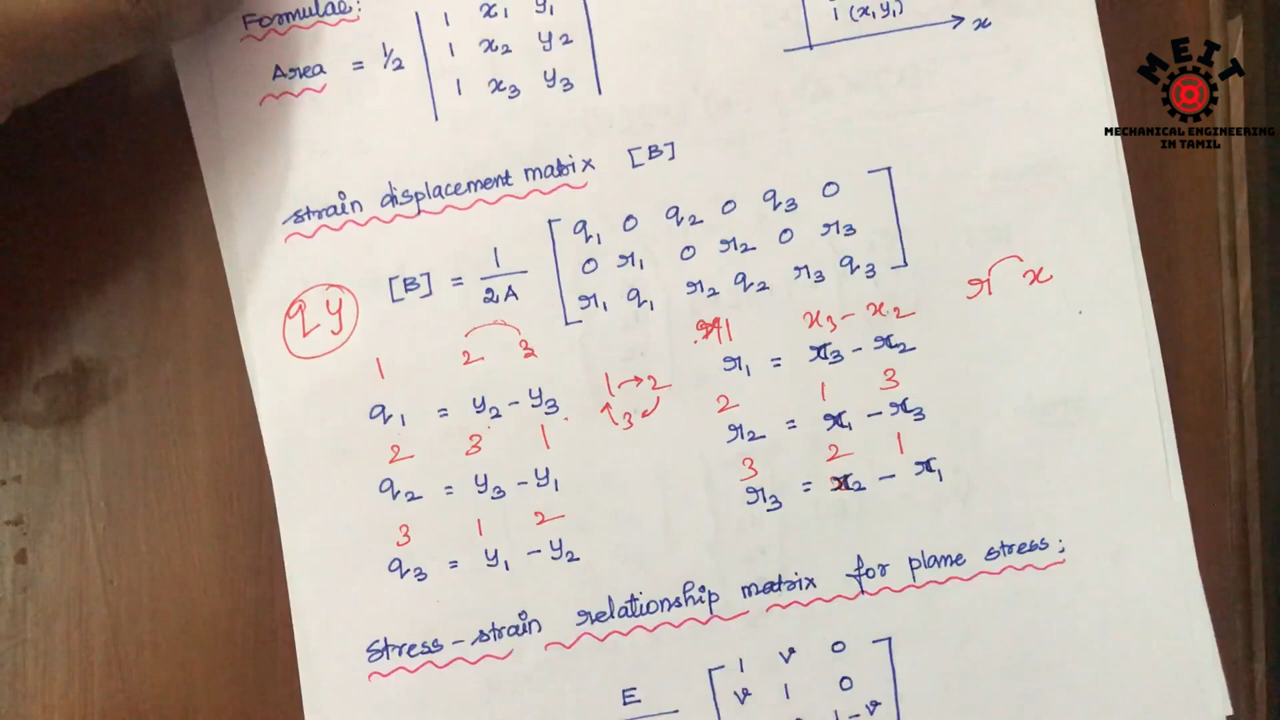 Formulae:
1 x1 y1
Area = 1/2 1 x2 y2
1 x3 y3
1 (x1 y1)
x
MEIT
MECHANICAL ENGINEERING
IN TAMIL
strain displacement matrix [B]
[B] = 1/2A
q1 0 q2 0 q3 0
0 r1 0 r2 0 r3
r1 q1 r2 q2 r3 q3
q y
r x
1 2 3
q1 = y2 - y3
1 → 2
3
2 3 1
q2 = y3 - y1
3 1 2
q3 = y1 - y2
r1 x3 - x2
r1 = x3 - x2
2 1 3
r2 = x1 - x3
3 2 1
r3 = x2 - x1
Stress-strain relationship matrix for plane stress:
E
1 v 0
v 1 0
1-v